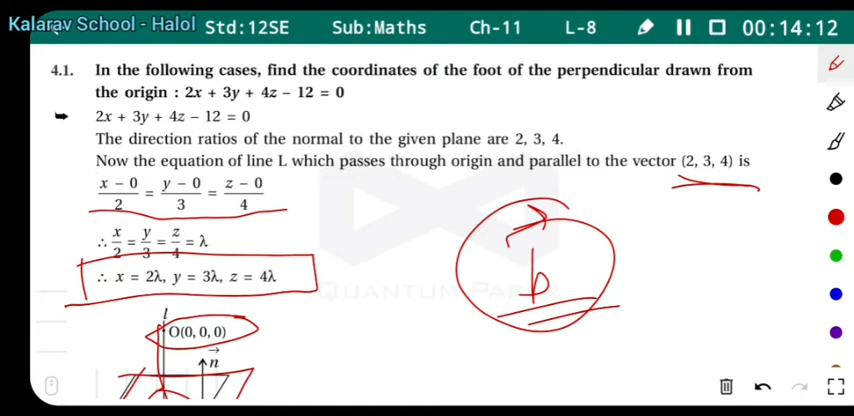 Kalarav School - Halol Std:12SE Sub:Maths Ch-11 L-8 00:14:12
4.1. In the following cases, find the coordinates of the foot of the perpendicular drawn from
the origin : 2x + 3y + 4z − 12 = 0
➥ 2x + 3y + 4z − 12 = 0
The direction ratios of the normal to the given plane are 2, 3, 4.
Now the equation of line L which passes through origin and parallel to the vector (2, 3, 4) is
(x − 0)/2 = (y − 0)/3 = (z − 0)/4
∴ x/2 = y/3 = z/4 = λ
∴ x = 2λ, y = 3λ, z = 4λ
b
QUANTUM PAPER
l
O(0, 0, 0)
n